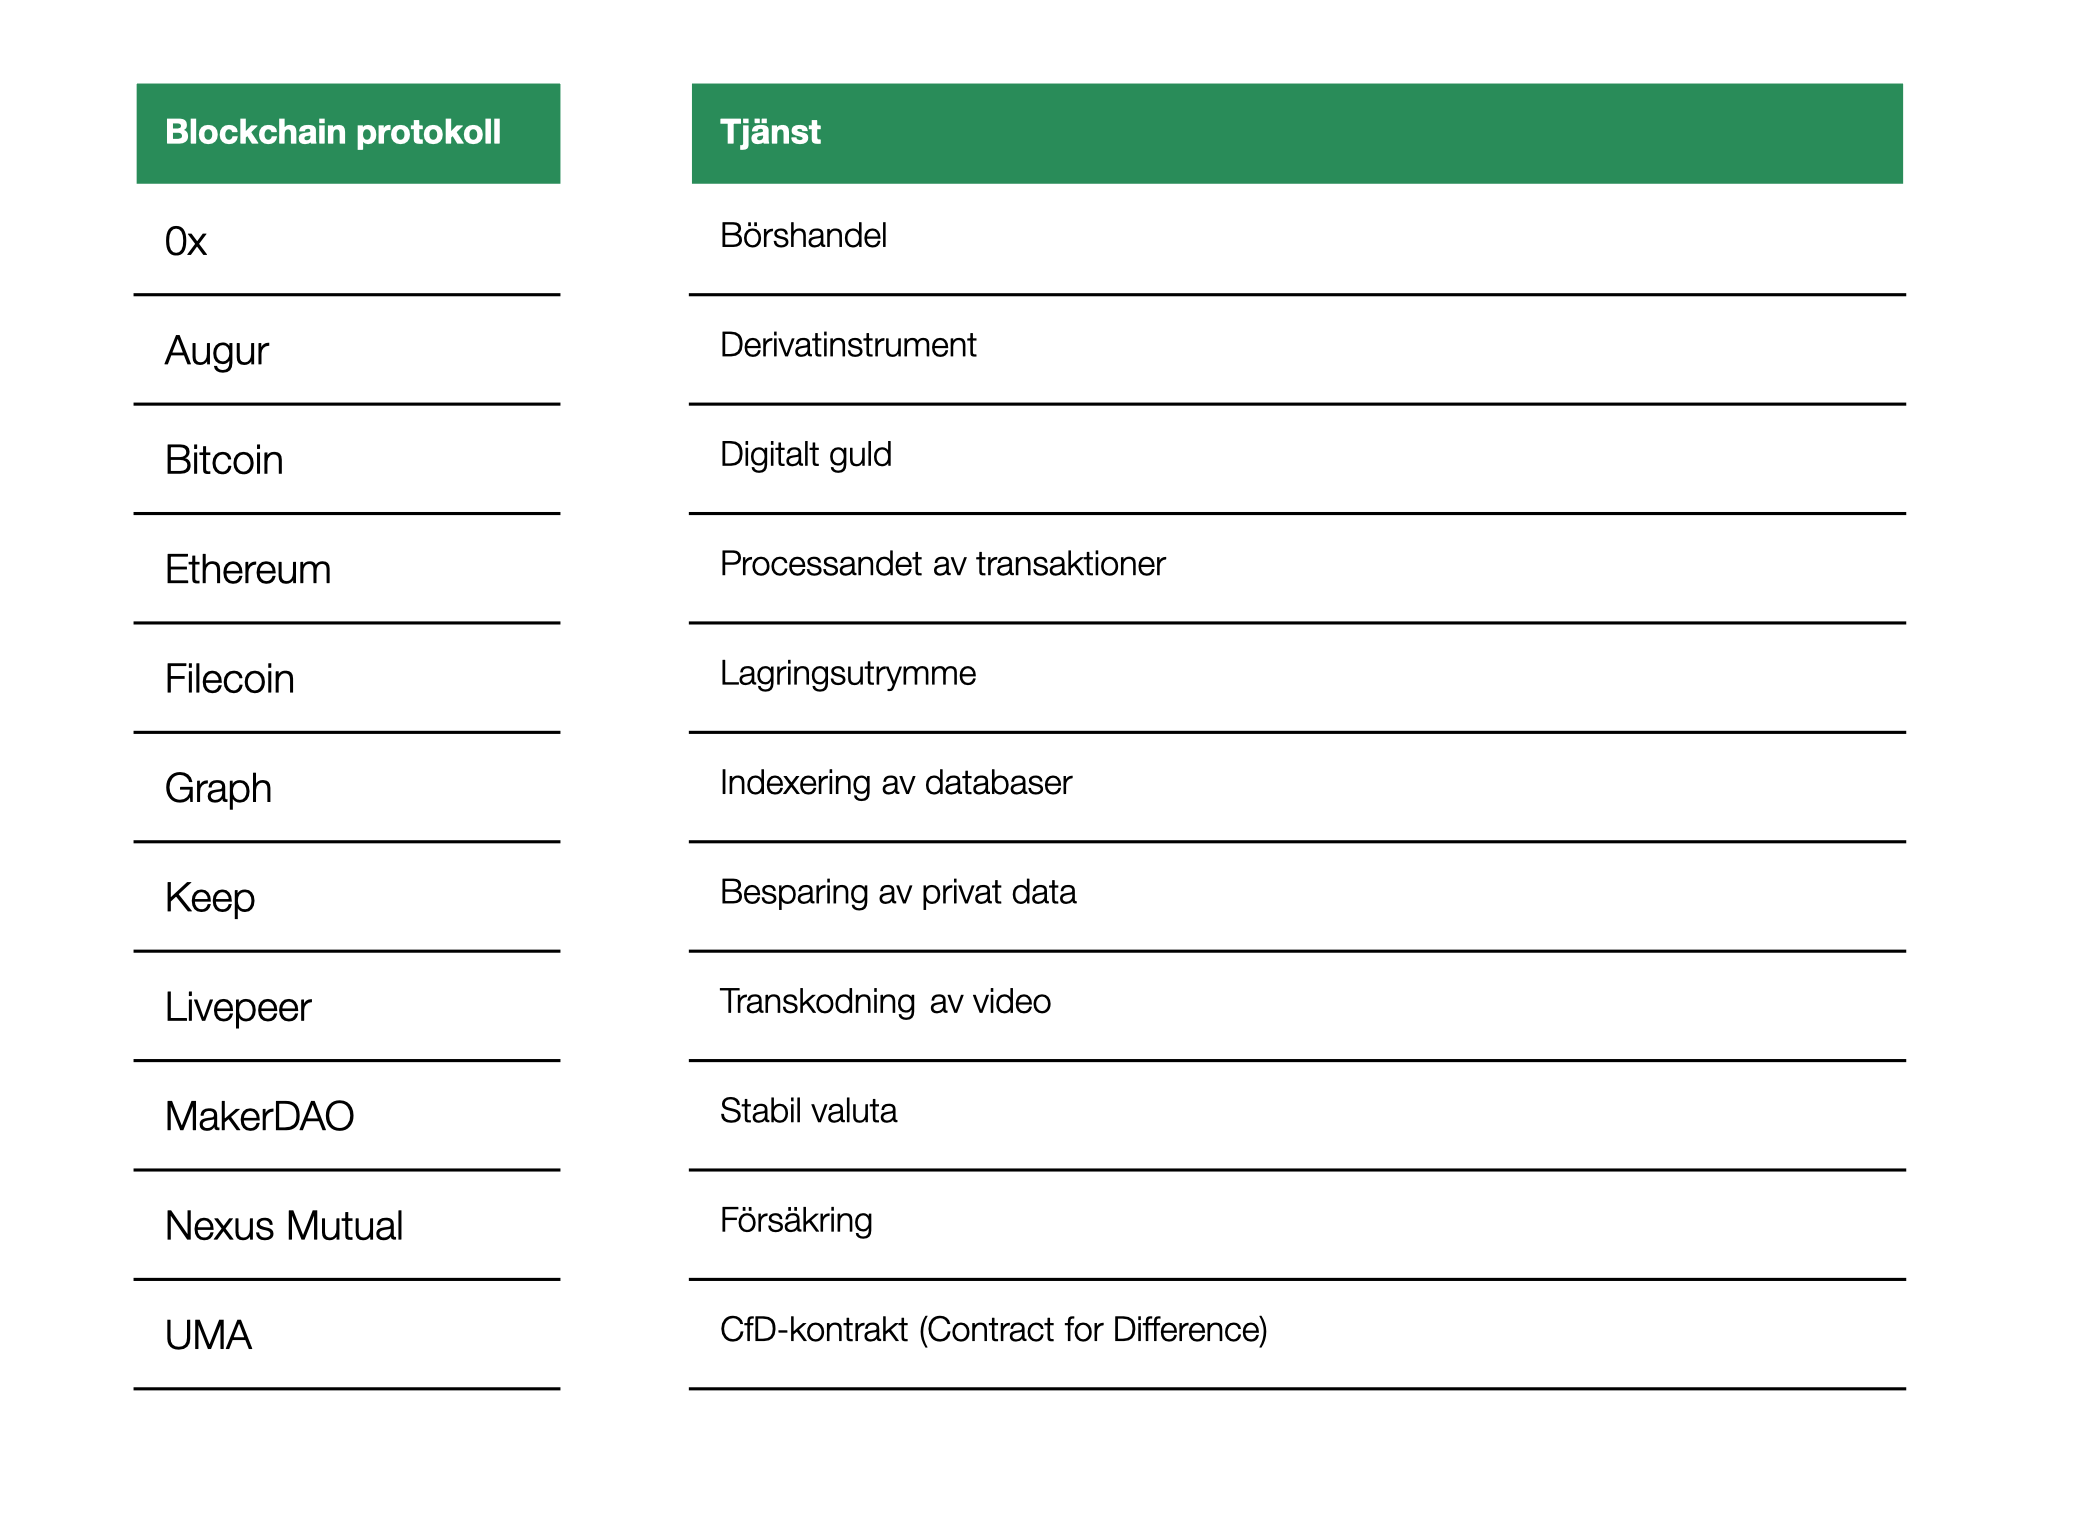 Blockchain protokoll Tjänst
0x Börshandel
Augur Derivatinstrument
Bitcoin Digitalt guld
Ethereum Processandet av transaktioner
Filecoin Lagringsutrymme
Graph Indexering av databaser
Keep Besparing av privat data
Livepeer Transkodning av video
MakerDAO Stabil valuta
Nexus Mutual Försäkring
UMA CfD-kontrakt (Contract for Difference)